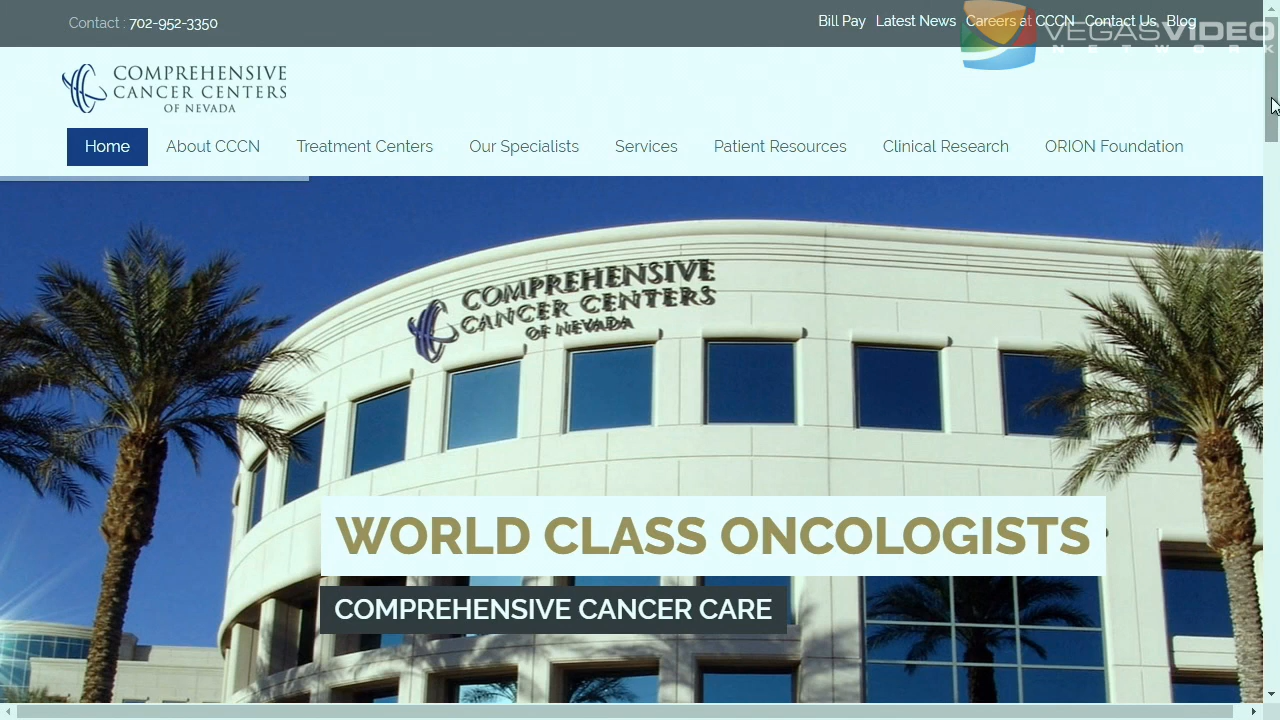 Contact : 702-952-3350
Bill Pay Latest News Careers at CCCN Contact Us Blog
VEGASVIDEO
NETWORK
COMPREHENSIVE
CANCER CENTERS
OF NEVADA
Home About CCCN Treatment Centers Our Specialists Services Patient Resources Clinical Research ORION Foundation
COMPREHENSIVE
CANCER CENTERS
OF NEVADA
WORLD CLASS ONCOLOGISTS
COMPREHENSIVE CANCER CARE